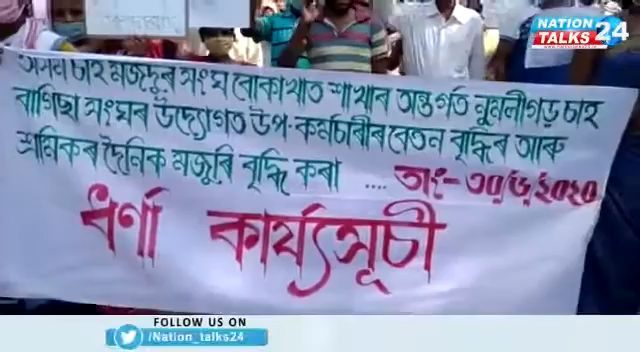 NATION
TALKS 24
অসম চাহ মজদুৰ সংঘ বোকাখাত শাখাৰ অন্তৰ্গত নুমলীগড় চাহ
বাগিছা সংঘৰ উদ্যোগত উপ-কৰ্মচাৰীৰ বেতন বৃদ্ধিৰ আৰু
শ্ৰমিকৰ দৈনিক মজুৰি বৃদ্ধি কৰা .... তাং-৩০/৬/২০২০
ধৰ্ণা কাৰ্য্যসূচী
FOLLOW US ON
/Nation_talks24